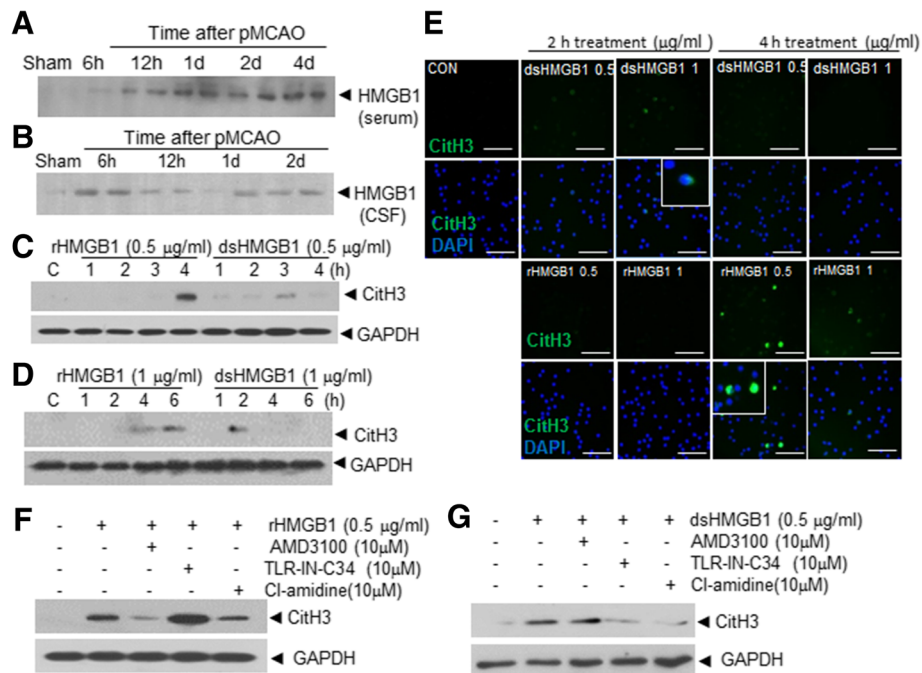 A
Time after pMCAO
Sham 6h 12h 1d 2d 4d
HMGB1
(serum)
B
Time after pMCAO
Sham 6h 12h 1d 2d
HMGB1
(CSF)
C
rHMGB1 (0.5 μg/ml) dsHMGB1 (0.5 μg/ml)
C 1 2 3 4 1 2 3 4 (h)
CitH3
GAPDH
D
rHMGB1 (1 μg/ml) dsHMGB1 (1 μg/ml)
C 1 2 4 6 1 2 4 6 (h)
CitH3
GAPDH
E
2 h treatment (μg/ml) 4 h treatment (μg/ml)
CON dsHMGB1 0.5 dsHMGB1 1 dsHMGB1 0.5 dsHMGB1 1
CitH3
CitH3
DAPI
rHMGB1 0.5 rHMGB1 1 rHMGB1 0.5 rHMGB1 1
CitH3
CitH3
DAPI
F
- + + + + rHMGB1 (0.5 μg/ml)
- - + - - AMD3100 (10μM)
- - - + - TLR-IN-C34 (10μM)
- - - - + Cl-amidine(10μM)
CitH3
GAPDH
G
- + + + + dsHMGB1 (0.5 μg/ml)
- - + - - AMD3100 (10μM)
- - - + - TLR-IN-C34 (10μM)
- - - - + Cl-amidine(10μM)
CitH3
GAPDH